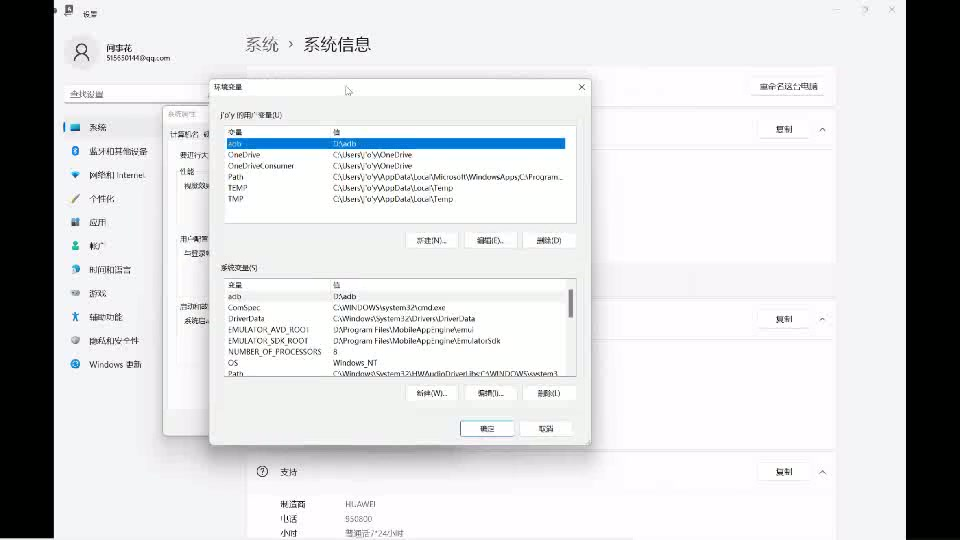 设置
问事花
515650144@qq.com
系统 › 系统信息
查找设置
重命名这台电脑
系统
蓝牙和其他设备
网络和 Internet
个性化
应用
帐户
时间和语言
游戏
辅助功能
隐私和安全性
Windows 更新
系统属性
计算机名
要进行大
性能
视觉效果
用户配置
与登录帐
启动和故
系统启动
环境变量
j'o'y 的用户变量(U)
变量 值
adb D:\adb
OneDrive C:\Users\j'o'y\OneDrive
OneDriveConsumer C:\Users\j'o'y\OneDrive
Path C:\Users\j'o'y\AppData\Local\Microsoft\WindowsApps;C:\Program...
TEMP C:\Users\j'o'y\AppData\Local\Temp
TMP C:\Users\j'o'y\AppData\Local\Temp
新建(N)... 编辑(E)... 删除(D)
系统变量(S)
变量 值
adb D:\adb
ComSpec C:\WINDOWS\system32\cmd.exe
DriverData C:\Windows\System32\Drivers\DriverData
EMULATOR_AVD_ROOT D:\Program Files\MobileAppEngine\emui
EMULATOR_SDK_ROOT D:\Program Files\MobileAppEngine\EmulatorSdk
NUMBER_OF_PROCESSORS 8
OS Windows_NT
Path C:\Windows\System32\HWAudioDriverLibs;C:\WINDOWS\system3...
新建(W)... 编辑(I)... 删除(L)
确定 取消
复制
复制
支持 复制
制造商 HUAWEI
电话 950800
小时 普通话7*24小时